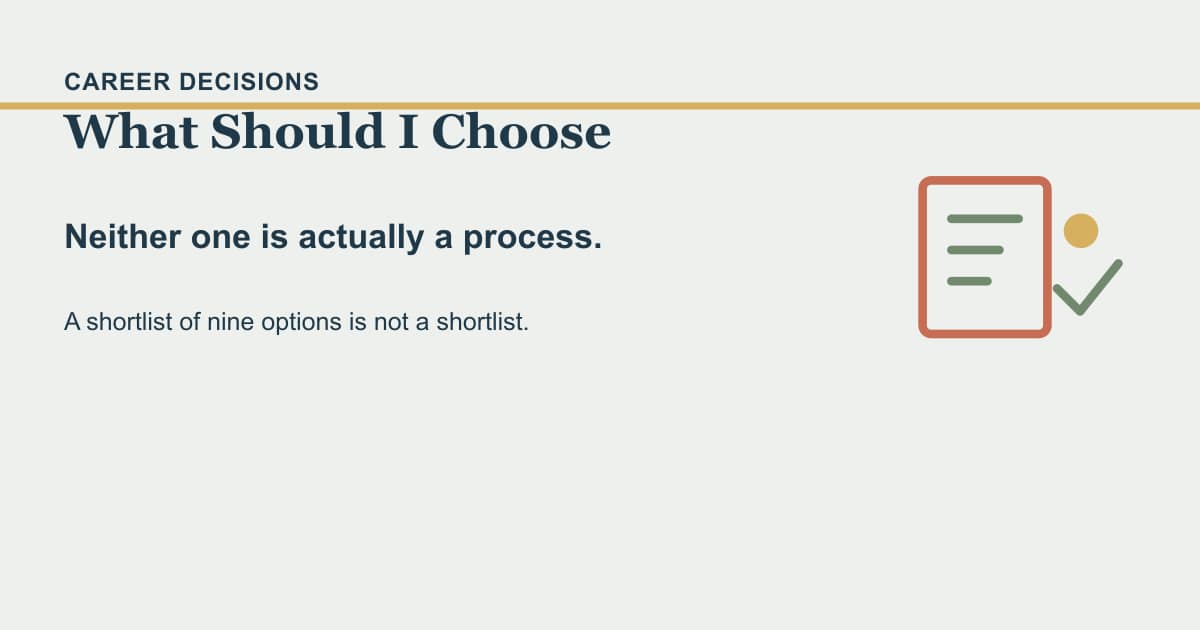 CAREER DECISIONS
What Should I Choose
Neither one is actually a process.
A shortlist of nine options is not a shortlist.